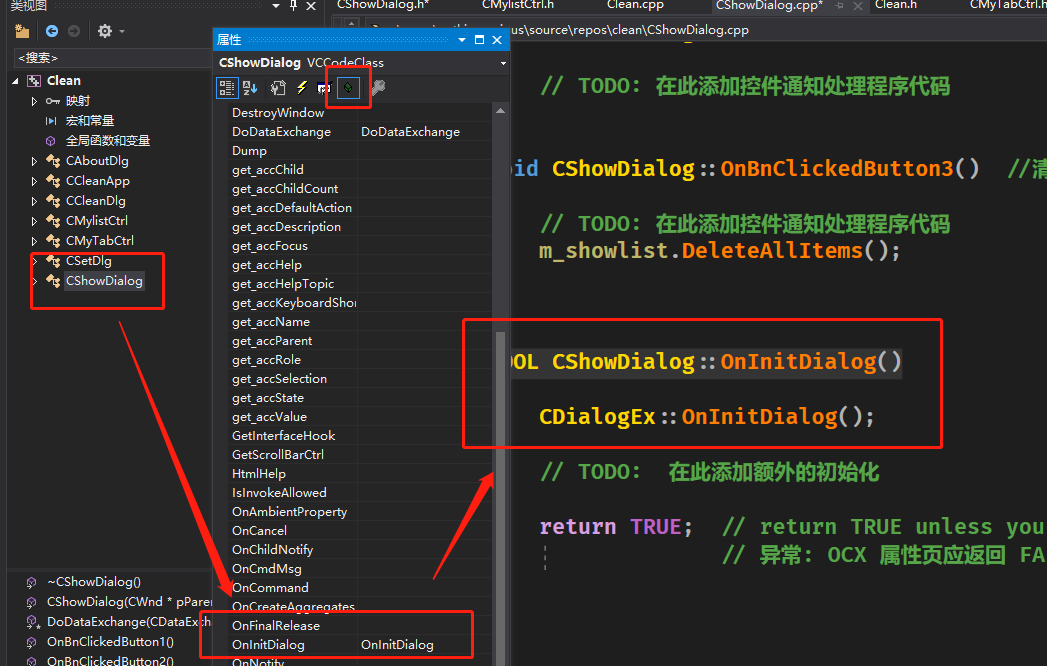 类视图
<搜索>
Clean
映射
宏和常量
全局函数和变量
CAboutDlg
CCleanApp
CCleanDlg
CMylistCtrl
CMyTabCtrl
CSetDlg
CShowDialog
~CShowDialog()
CShowDialog(CWnd * pParen
DoDataExchange(CDataExch
OnBnClickedButton1()
OnBnClickedButton2()
属性
CShowDialog VCCodeClass
DestroyWindow
DoDataExchange DoDataExchange
Dump
get_accChild
get_accChildCount
get_accDefaultAction
get_accDescription
get_accFocus
get_accHelp
get_accHelpTopic
get_accKeyboardShor
get_accName
get_accParent
get_accRole
get_accSelection
get_accState
get_accValue
GetInterfaceHook
GetScrollBarCtrl
HtmlHelp
IsInvokeAllowed
OnAmbientProperty
OnCancel
OnChildNotify
OnCmdMsg
OnCommand
OnCreateAggregates
OnFinalRelease
OnInitDialog OnInitDialog
OnNotify
CShowDialog.h* CMylistCtrl.h Clean.cpp CShowDialog.cpp* Clean.h CMyTabCtrl.h
us\source\repos\clean\CShowDialog.cpp
// TODO: 在此添加控件通知处理程序代码
oid CShowDialog::OnBnClickedButton3() //清
// TODO: 在此添加控件通知处理程序代码
m_showlist.DeleteAllItems();
OOL CShowDialog::OnInitDialog()
CDialogEx::OnInitDialog();
// TODO: 在此添加额外的初始化
return TRUE; // return TRUE unless you
// 异常: OCX 属性页应返回 FA